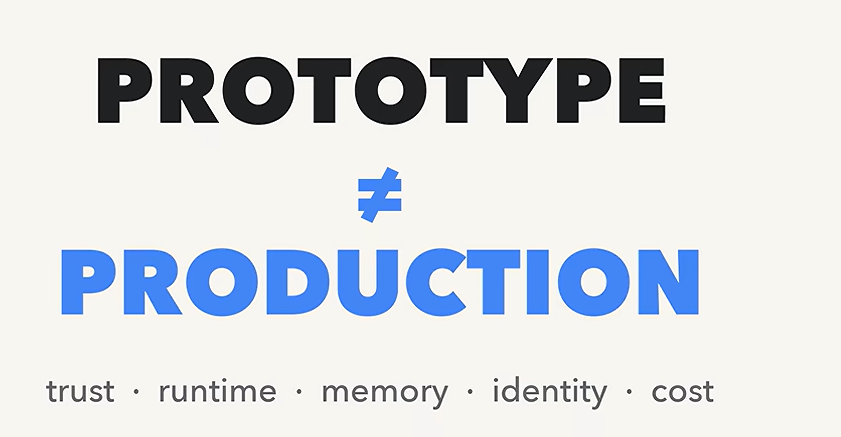 PROTOTYPE
≠
PRODUCTION
trust · runtime · memory · identity · cost